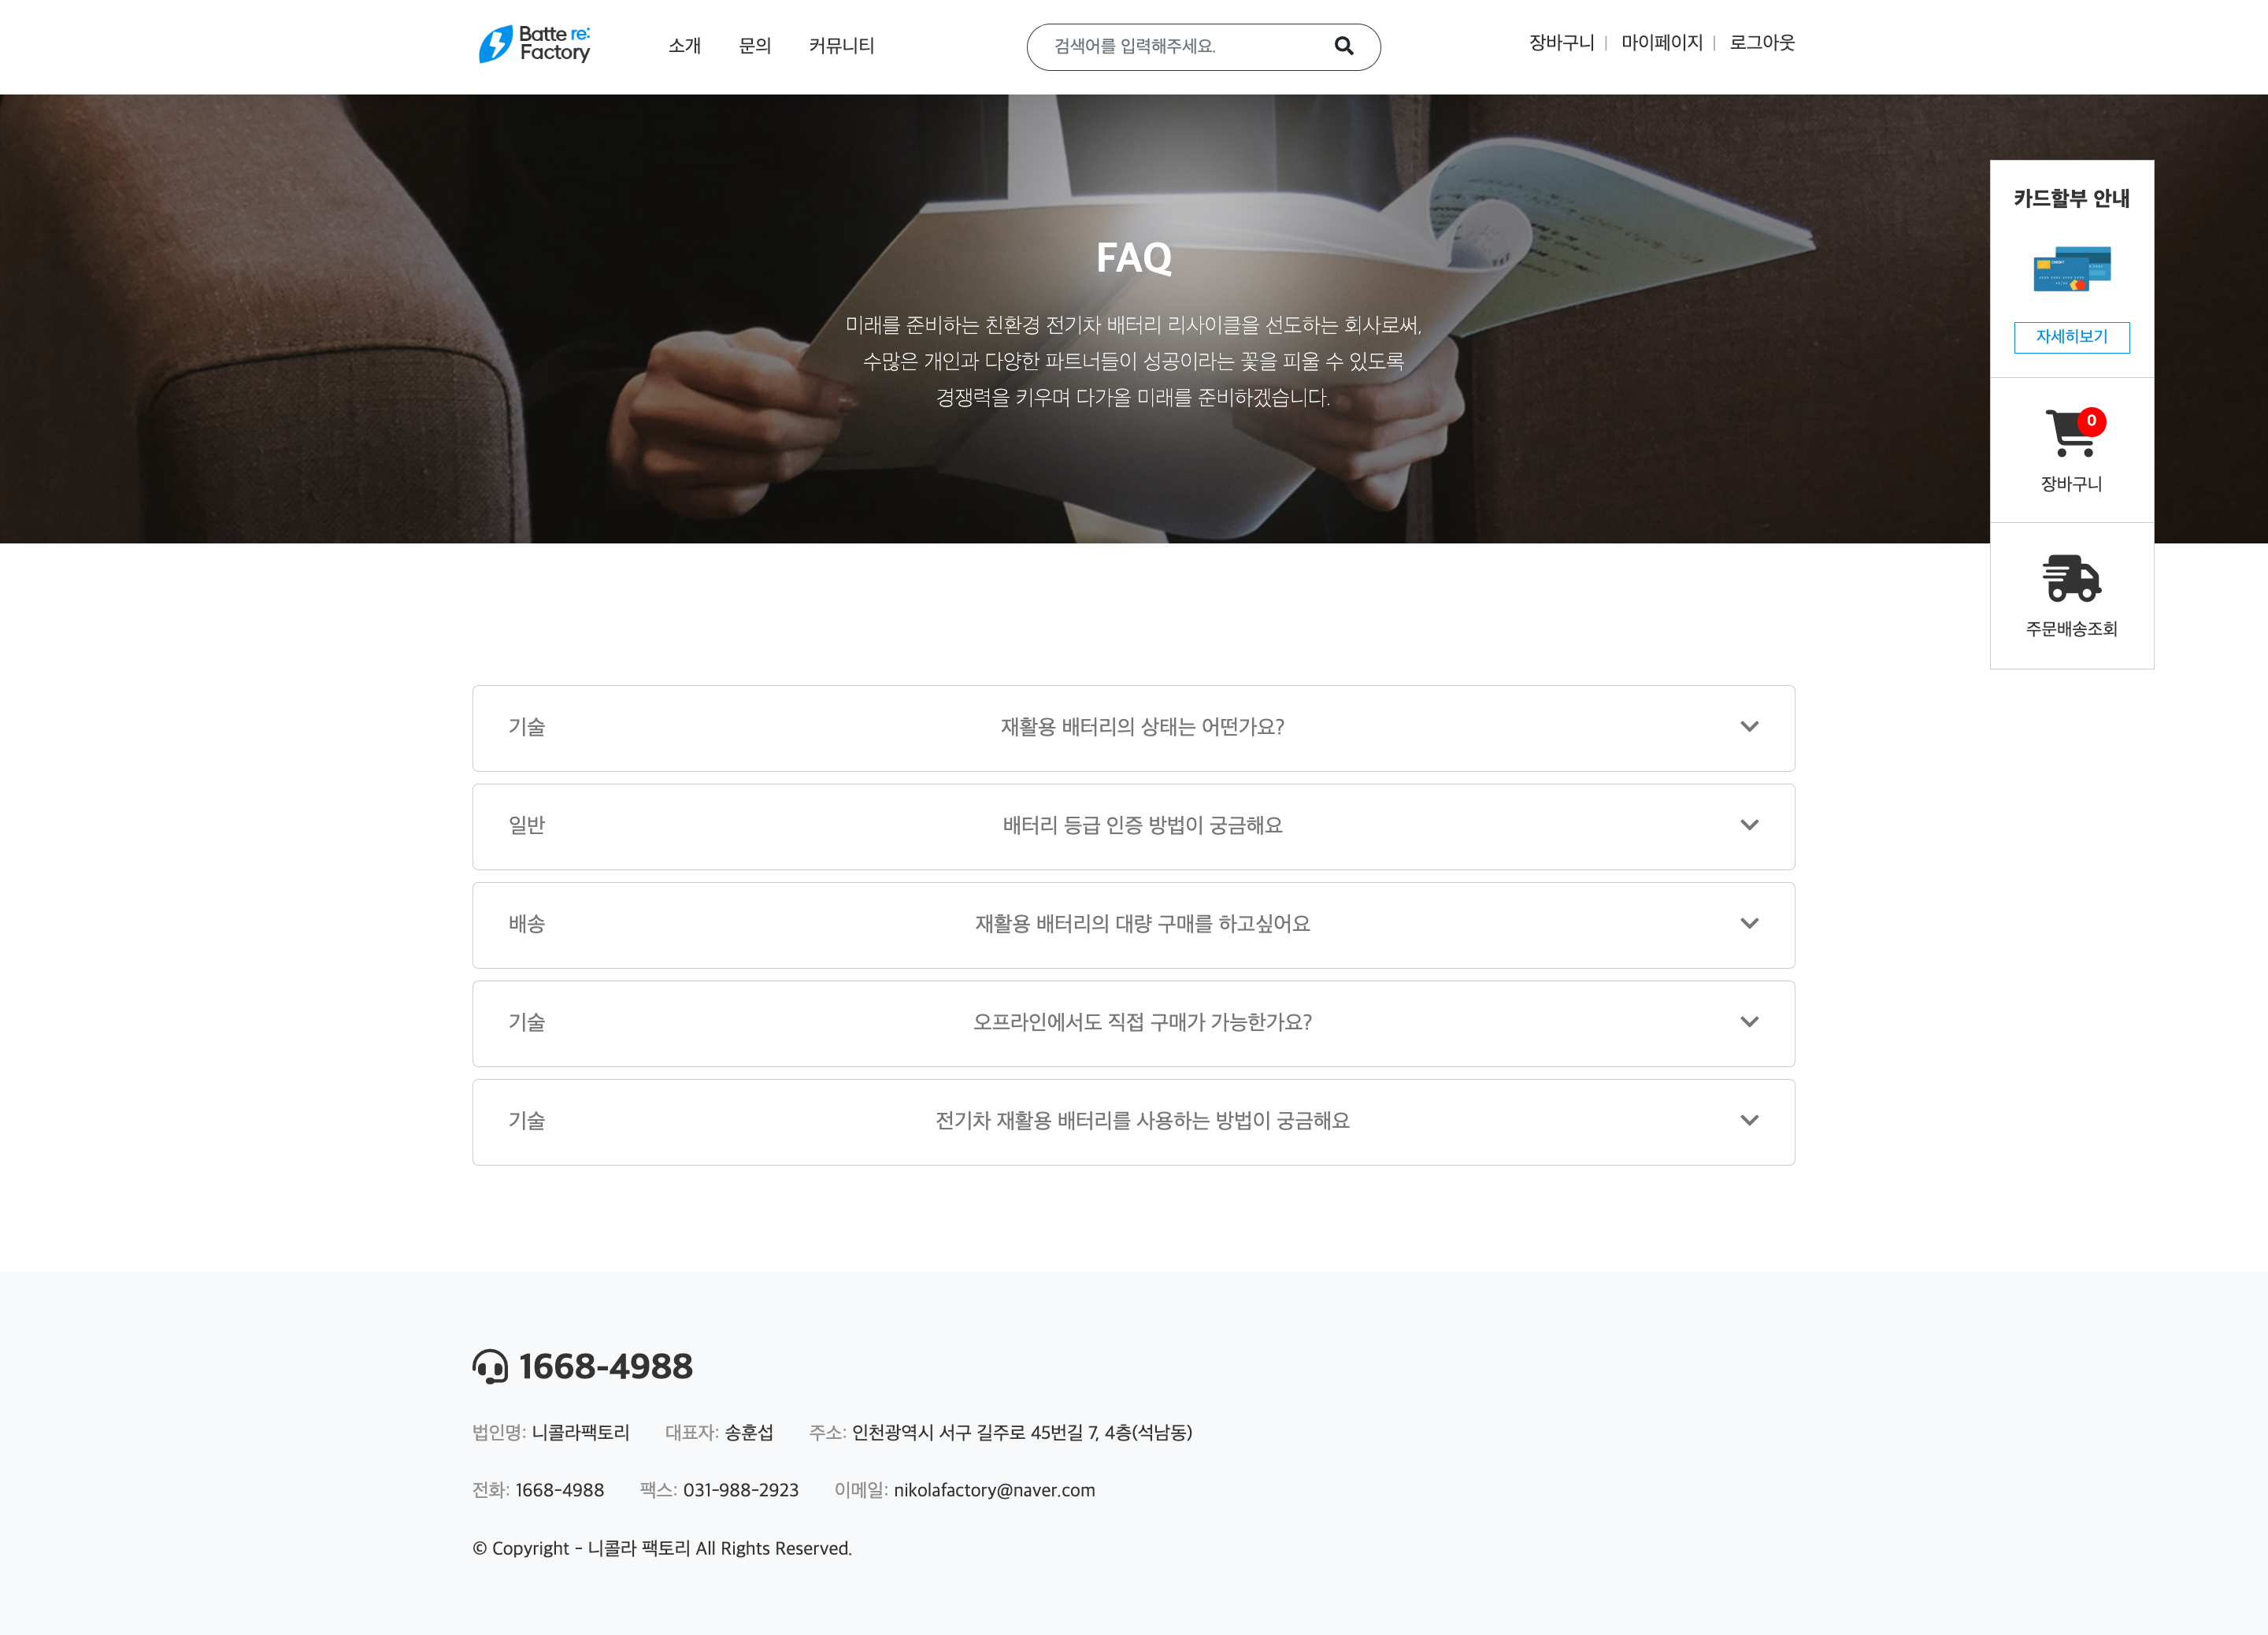 Batte re:
Factory
소개
문의
커뮤니티
검색어를 입력해주세요.
장바구니
마이페이지
로그아웃
FAQ
미래를 준비하는 친환경 전기차 배터리 리사이클을 선도하는 회사로써,
수많은 개인과 다양한 파트너들이 성공이라는 꽃을 피울 수 있도록
경쟁력을 키우며 다가올 미래를 준비하겠습니다.
카드할부 안내
자세히보기
0
장바구니
주문배송조회
기술 재활용 배터리의 상태는 어떤가요?
일반 배터리 등급 인증 방법이 궁금해요
배송 재활용 배터리의 대량 구매를 하고싶어요
기술 오프라인에서도 직접 구매가 가능한가요?
기술 전기차 재활용 배터리를 사용하는 방법이 궁금해요
1668-4988
법인명: 니콜라팩토리 대표자: 송훈섭 주소: 인천광역시 서구 길주로 45번길 7, 4층(석남동)
전화: 1668-4988 팩스: 031-988-2923 이메일: nikolafactory@naver.com
© Copyright - 니콜라 팩토리 All Rights Reserved.